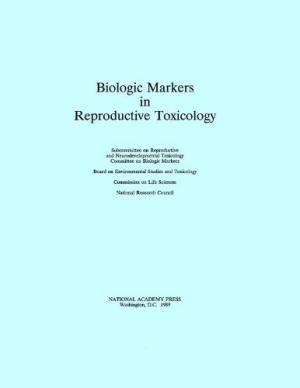 Biologic Markers
in
Reproductive Toxicology
Subcommittee on Reproductive
and Neurodevelopmental Toxicology
Committee on Biologic Markers
Board on Environmental Studies and Toxicology
Commission on Life Sciences
National Research Council
NATIONAL ACADEMY PRESS
Washington, D.C. 1989